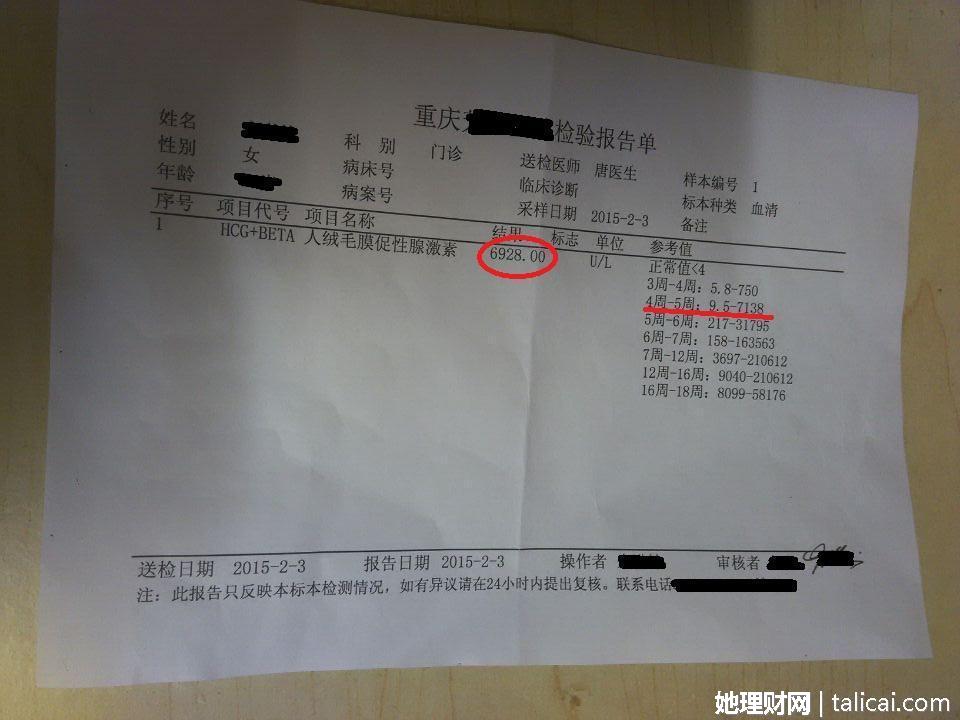 重庆 检验报告单
姓名 科 别 门诊 送检医师 唐医生 样本编号 1
性别 女 病床号 临床诊断 标本种类 血清
年龄 病案号 采样日期 2015-2-3 备注
序号 项目代号 项目名称 结果 标志 单位 参考值
1 HCG+BETA 人绒毛膜促性腺激素 6928.00 U/L 正常值<4
3周-4周: 5.8-750
4周-5周: 9.5-7138
5周-6周: 217-31795
6周-7周: 158-163563
7周-12周: 3697-210612
12周-16周: 9040-210612
16周-18周: 8099-58176
送检日期 2015-2-3 报告日期 2015-2-3 操作者 审核者
注: 此报告只反映本标本检测情况, 如有异议请在24小时内提出复核。联系电话
她理财网 | talicai.com